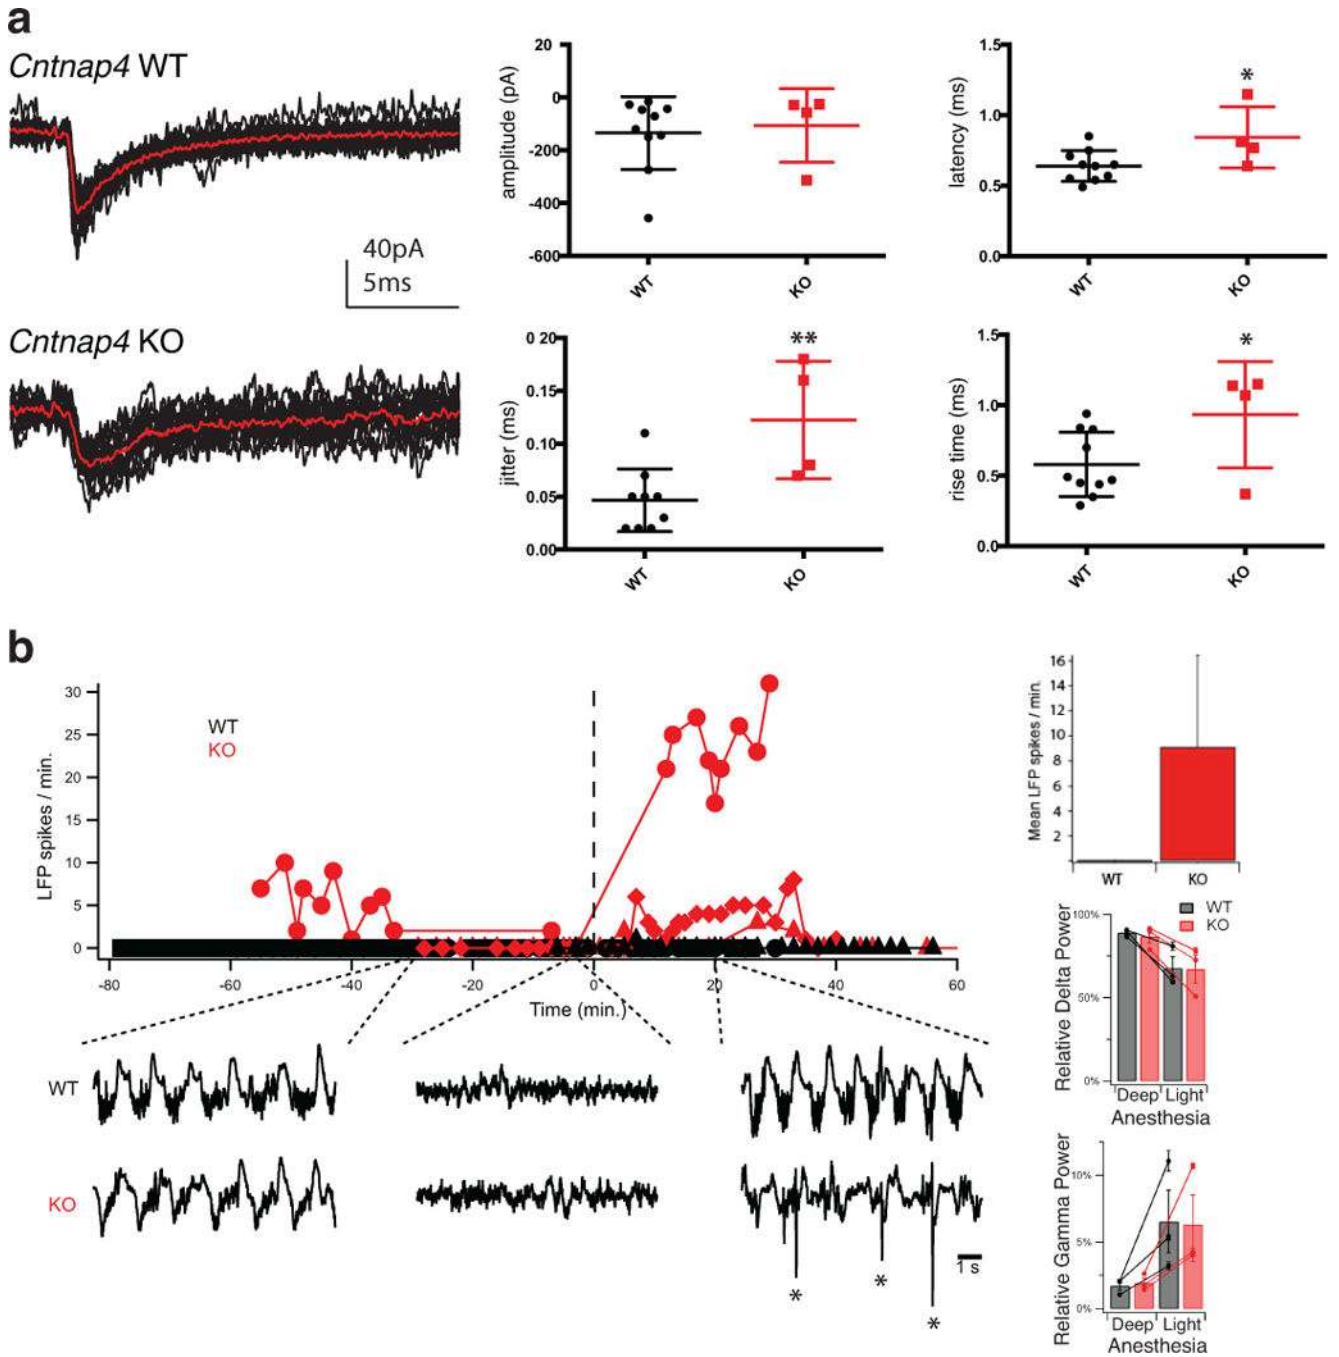 a
Cntnap4 WT
40pA
5ms
Cntnap4 KO
amplitude (pA)
20
0
-200
-400
-600
WT
KO
latency (ms)
1.5
1.0
0.5
0.0
*
WT
KO
jitter (ms)
0 20
0.15
0.10
0.05
0.00
**
WT
KO
rise time (ms)
1.5
1.0
0.5
0.0
*
WT
KO
b
LFP spikes / min.
30
25
20
15
10
5
0
WT
KO
-80
-60
-40
-20
0
20
40
60
Time (min.)
WT
KO
*
*
*
1 s
Mean LFP spikes / min.
16
14
12
10
8
6
4
2
WT
KO
Relative Delta Power
100%
50%
0%
WT
KO
Deep Light
Anesthesia
Relative Gamma Power
10%
5%
0%
Deep Light
Anesthesia